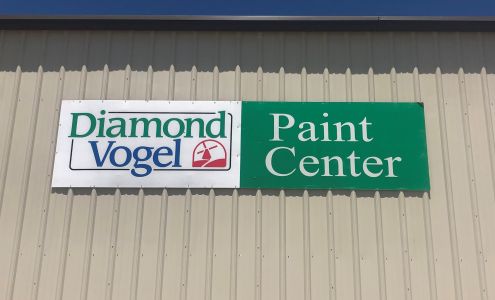 Diamond
Vogel
Paint
Center